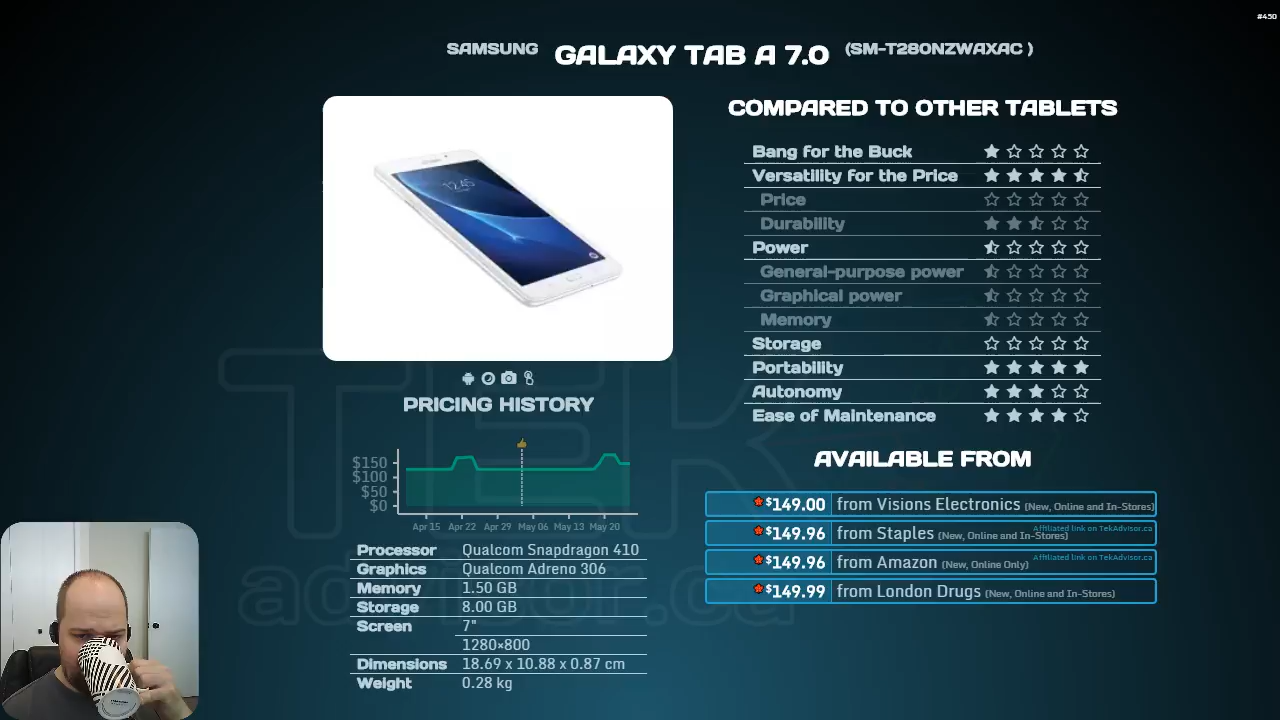 #450
SAMSUNG GALAXY TAB A 7.0 (SM-T280NZWAXAC )
12:45
PRICING HISTORY
$150
$100
$50
$0
Apr 15 Apr 22 Apr 29 May 06 May 13 May 20
Processor Qualcom Snapdragon 410
Graphics Qualcom Adreno 306
Memory 1.50 GB
Storage 8.00 GB
Screen 7"
1280×800
Dimensions 18.69 x 10.88 x 0.87 cm
Weight 0.28 kg
COMPARED TO OTHER TABLETS
Bang for the Buck
Versatility for the Price
Price
Durability
Power
General-purpose power
Graphical power
Memory
Storage
Portability
Autonomy
Ease of Maintenance
AVAILABLE FROM
$149.00 from Visions Electronics (New, Online and In-Stores)
$149.96 from Staples (New, Online and In-Stores) Affiliated link on TekAdvisor.ca
$149.96 from Amazon (New, Online Only) Affiliated link on TekAdvisor.ca
$149.99 from London Drugs (New, Online and In-Stores)
TEK
advisor.ca